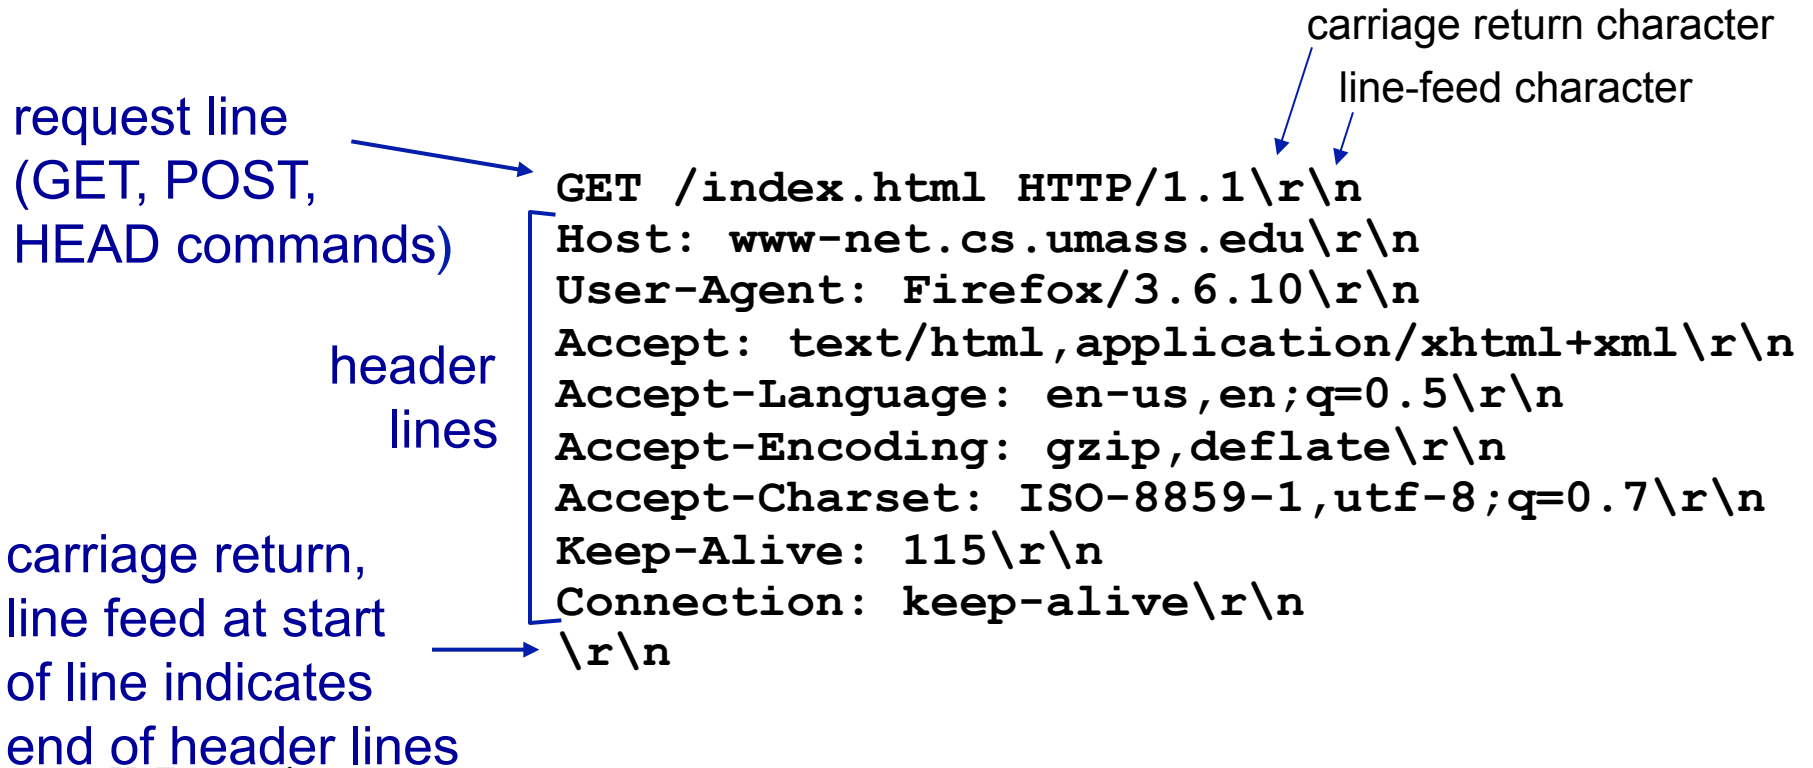 carriage return character
line-feed character
request line
(GET, POST,
HEAD commands)
GET /index.html HTTP/1.1\r\n
Host: www-net.cs.umass.edu\r\n
User-Agent: Firefox/3.6.10\r\n
Accept: text/html,application/xhtml+xml\r\n
Accept-Language: en-us,en;q=0.5\r\n
Accept-Encoding: gzip,deflate\r\n
Accept-Charset: ISO-8859-1,utf-8;q=0.7\r\n
Keep-Alive: 115\r\n
Connection: keep-alive\r\n
\r\n
header
lines
carriage return,
line feed at start
of line indicates
end of header lines